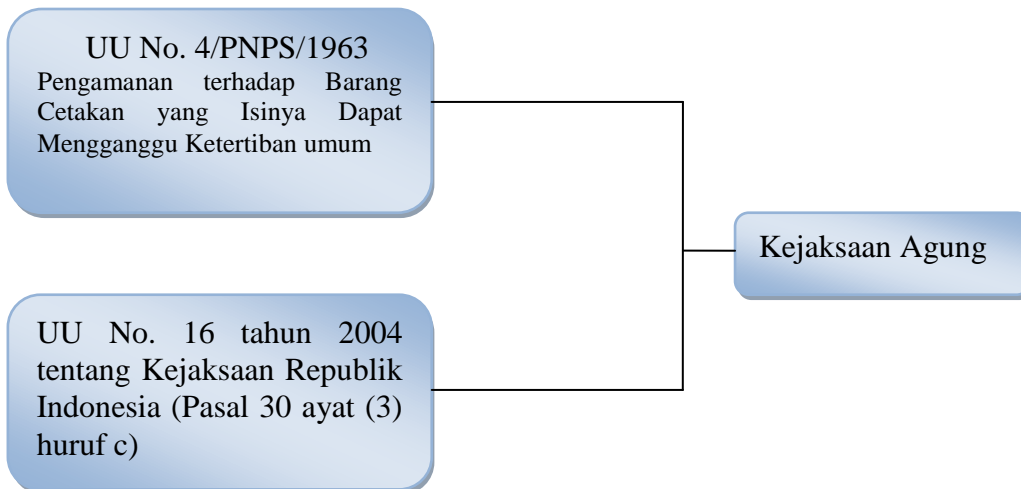 UU No. 4/PNPS/1963
Pengamanan terhadap Barang
Cetakan yang Isinya Dapat
Mengganggu Ketertiban umum
Kejaksaan Agung
UU No. 16 tahun 2004
tentang Kejaksaan Republik
Indonesia (Pasal 30 ayat (3)
huruf c)